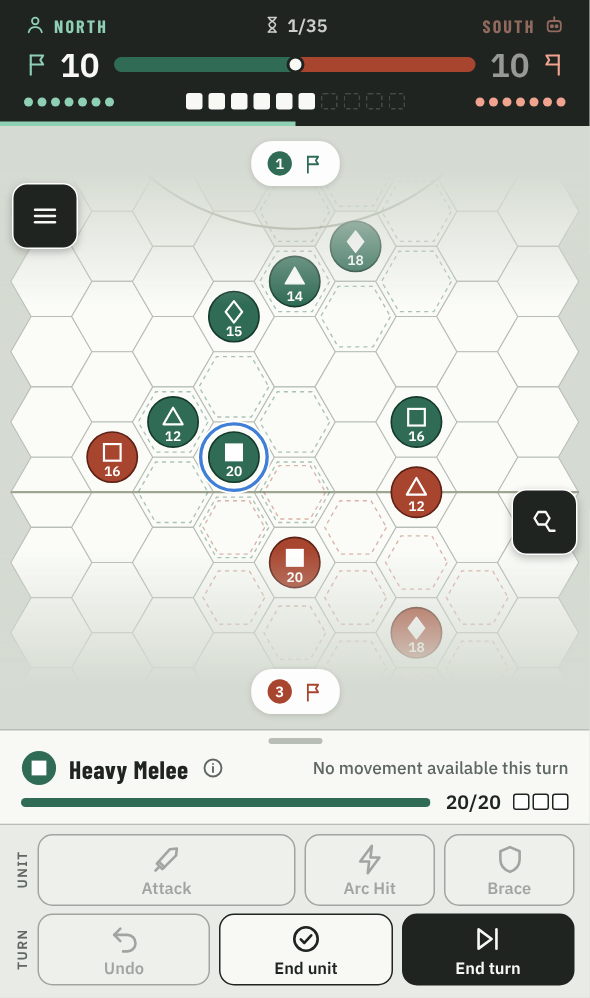 NORTH
1/35
SOUTH
10
10
1
18
14
15
12
16
16
20
12
20
18
3
Heavy Melee
No movement available this turn
20/20
UNIT
Attack
Arc Hit
Brace
TURN
Undo
End unit
End turn